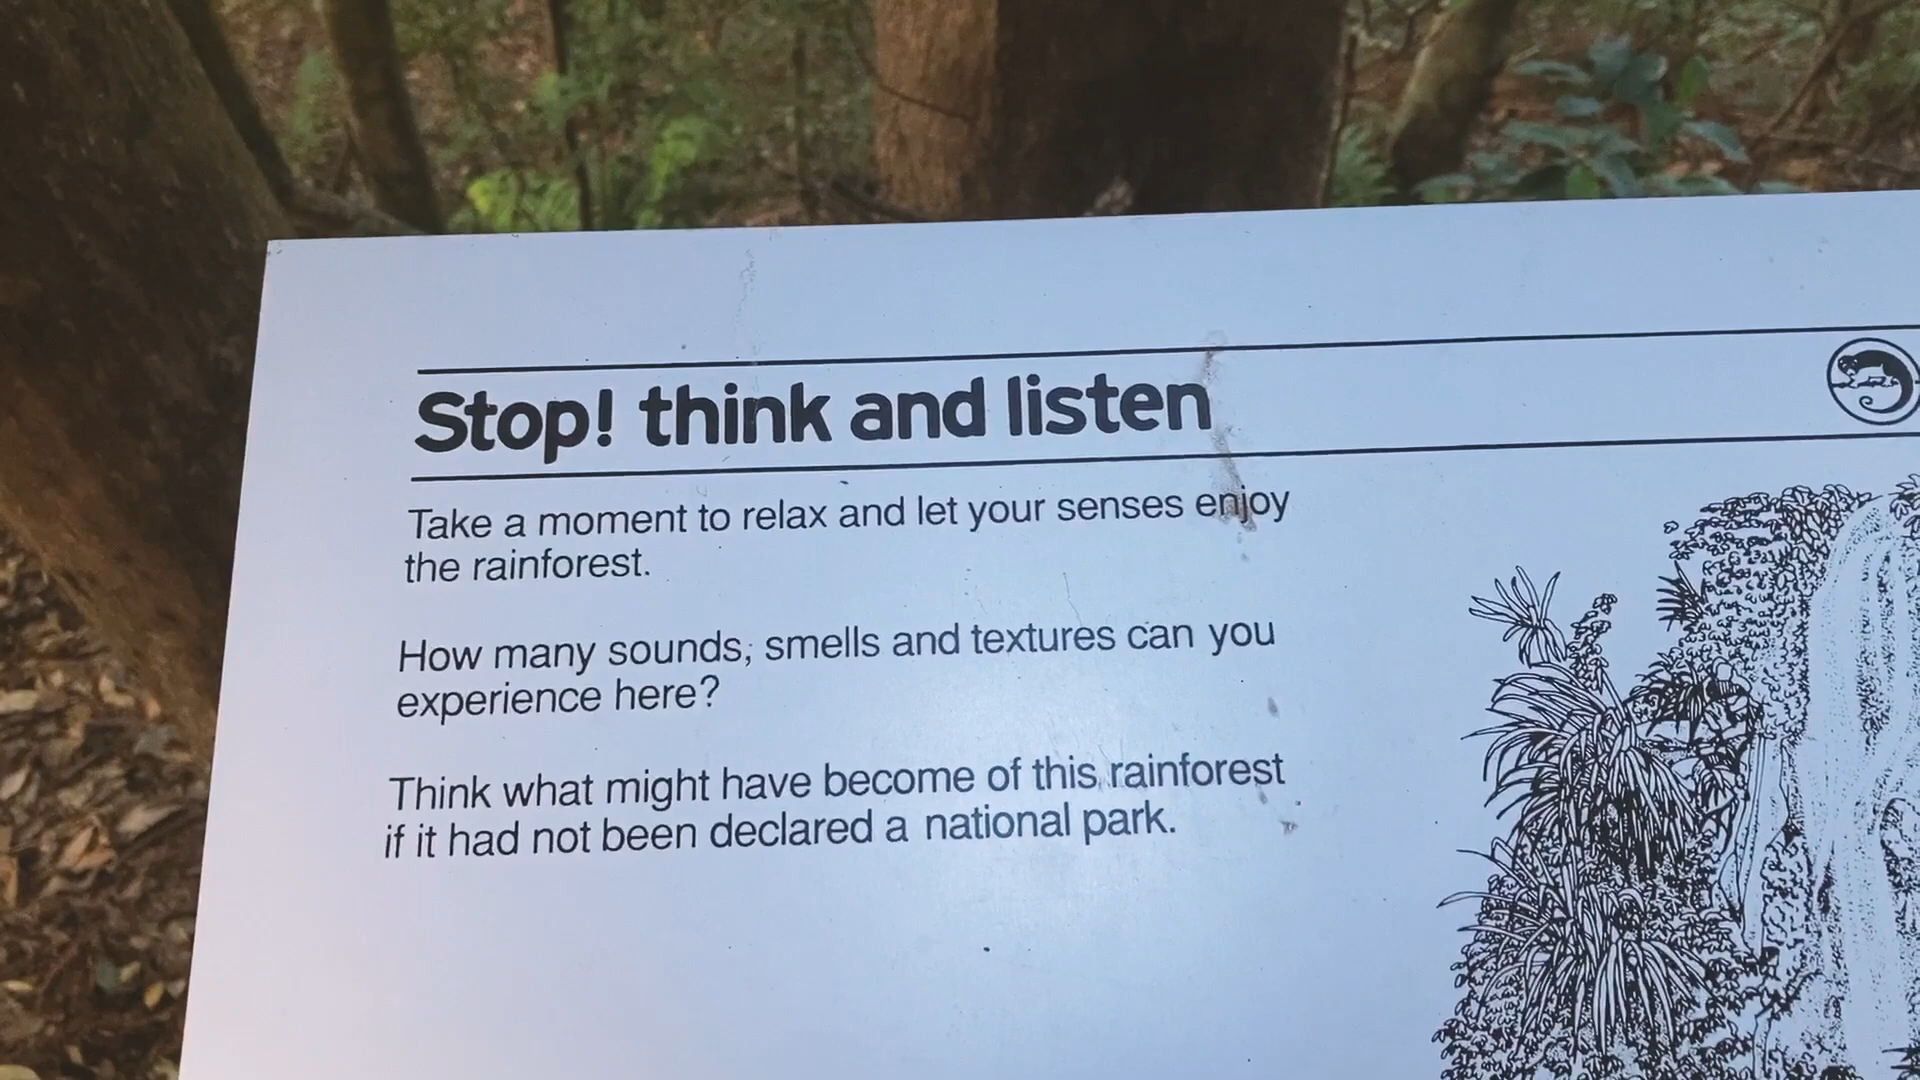 Stop! think and listen
Take a moment to relax and let your senses enjoy
the rainforest.
How many sounds, smells and textures can you
experience here?
Think what might have become of this rainforest
if it had not been declared a national park.